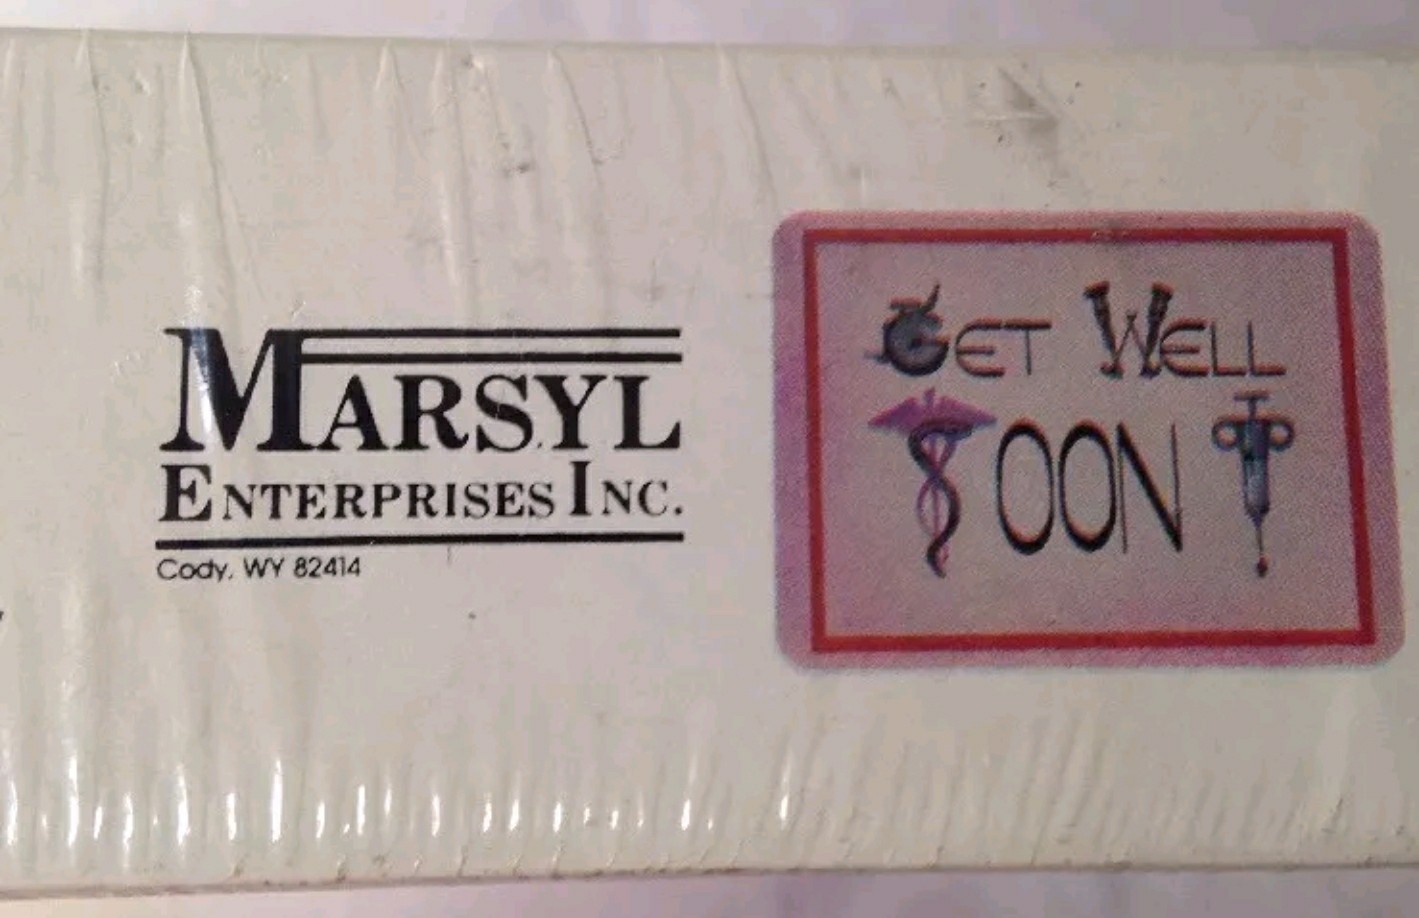 MARSYL
ENTERPRISES INC.
Cody, WY 82414
GET WELL
SOON